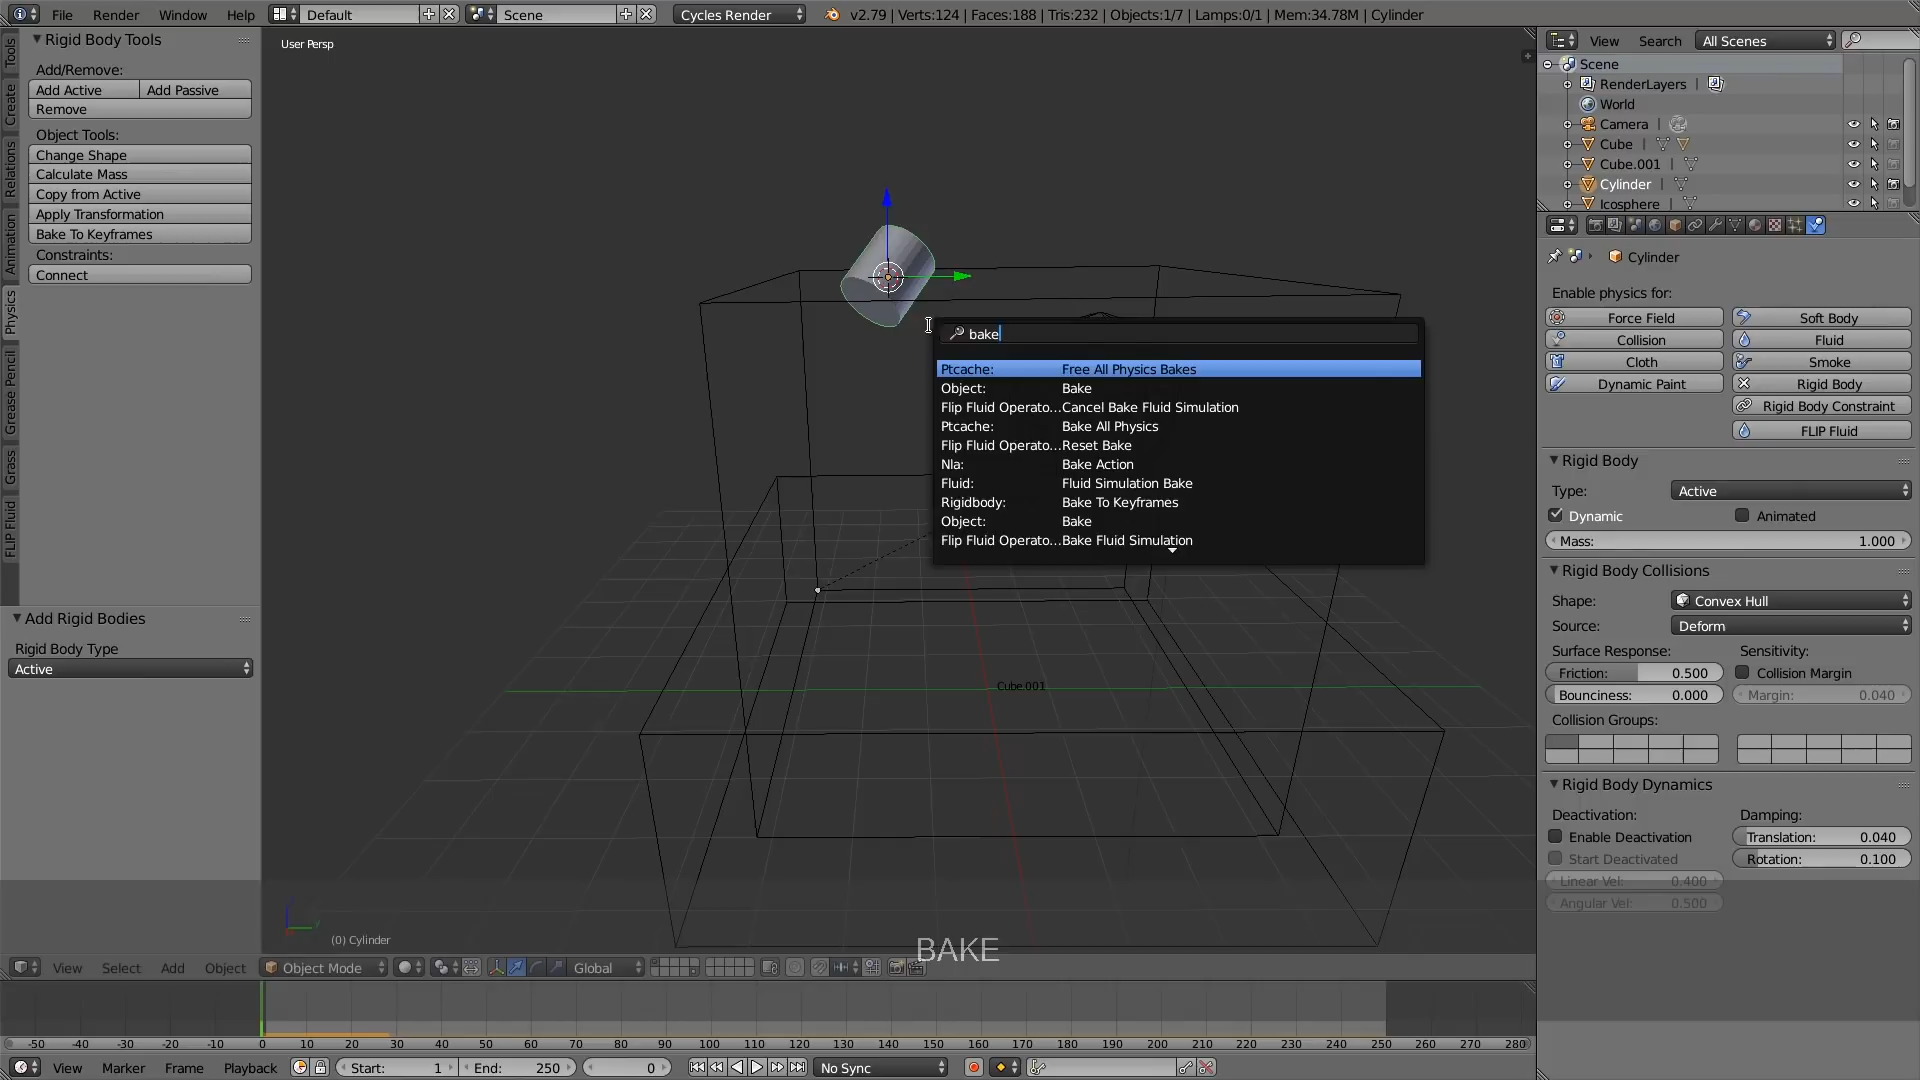 File Render Window Help Default Scene Cycles Render v2.79 | Verts:124 | Faces:188 | Tris:232 | Objects:1/7 | Lamps:0/1 | Mem:34.78M | Cylinder
Rigid Body Tools
Add/Remove:
Add Active Add Passive
Remove
Object Tools:
Change Shape
Calculate Mass
Copy from Active
Apply Transformation
Bake To Keyframes
Constraints:
Connect
Tools
Create
Relations
Animation
Physics
Grease Pencil
Grass
FLIP Fluid
Add Rigid Bodies
Rigid Body Type
Active
User Persp
bake
Ptcache: Free All Physics Bakes
Object: Bake
Flip Fluid Operato...Cancel Bake Fluid Simulation
Ptcache: Bake All Physics
Flip Fluid Operato...Reset Bake
Nla: Bake Action
Fluid: Fluid Simulation Bake
Rigidbody: Bake To Keyframes
Object: Bake
Flip Fluid Operato...Bake Fluid Simulation
Cube.001
(0) Cylinder
BAKE
View Select Add Object Object Mode Global
-50 -40 -30 -20 -10 0 10 20 30 40 50 60 70 80 90 100 110 120 130 140 150 160 170 180 190 200 210 220 230 240 250 260 270 280
View Marker Frame Playback Start: 1 End: 250 0 No Sync
View Search All Scenes
Scene
RenderLayers |
World
Camera |
Cube |
Cube.001 |
Cylinder |
Icosphere |
Cylinder
Enable physics for:
Force Field Soft Body
Collision Fluid
Cloth Smoke
Dynamic Paint Rigid Body
Rigid Body Constraint
FLIP Fluid
Rigid Body
Type: Active
Dynamic Animated
Mass: 1.000
Rigid Body Collisions
Shape: Convex Hull
Source: Deform
Surface Response: Sensitivity:
Friction: 0.500 Collision Margin
Bounciness: 0.000 Margin: 0.040
Collision Groups:
Rigid Body Dynamics
Deactivation: Damping:
Enable Deactivation Translation: 0.040
Start Deactivated Rotation: 0.100
Linear Vel: 0.400
Angular Vel: 0.500